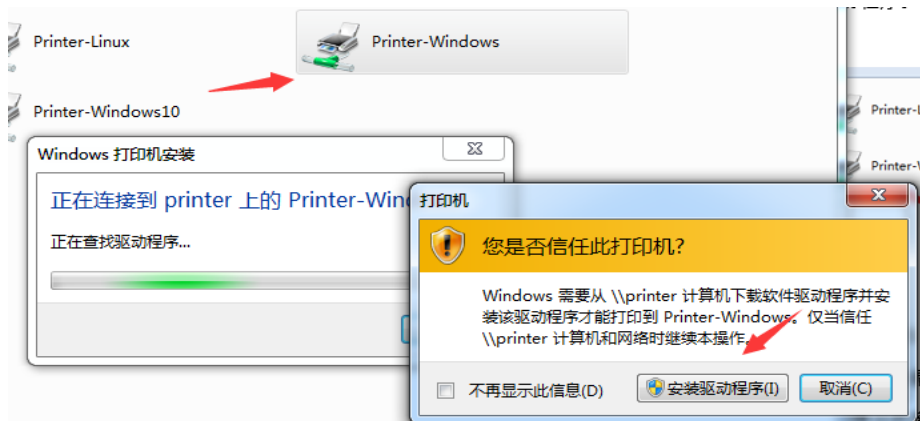 Printer-Linux
Printer-Windows
Printer-Windows10
Printer-
Printer-
Windows 打印机安装
正在连接到 printer 上的 Printer-Wind
正在查找驱动程序...
打印机
您是否信任此打印机?
Windows 需要从 \\printer 计算机下载软件驱动程序并安
装该驱动程序才能打印到 Printer-Windows。仅当信任
\\printer 计算机和网络时继续本操作。
不再显示此信息(D)
安装驱动程序(I)
取消(C)